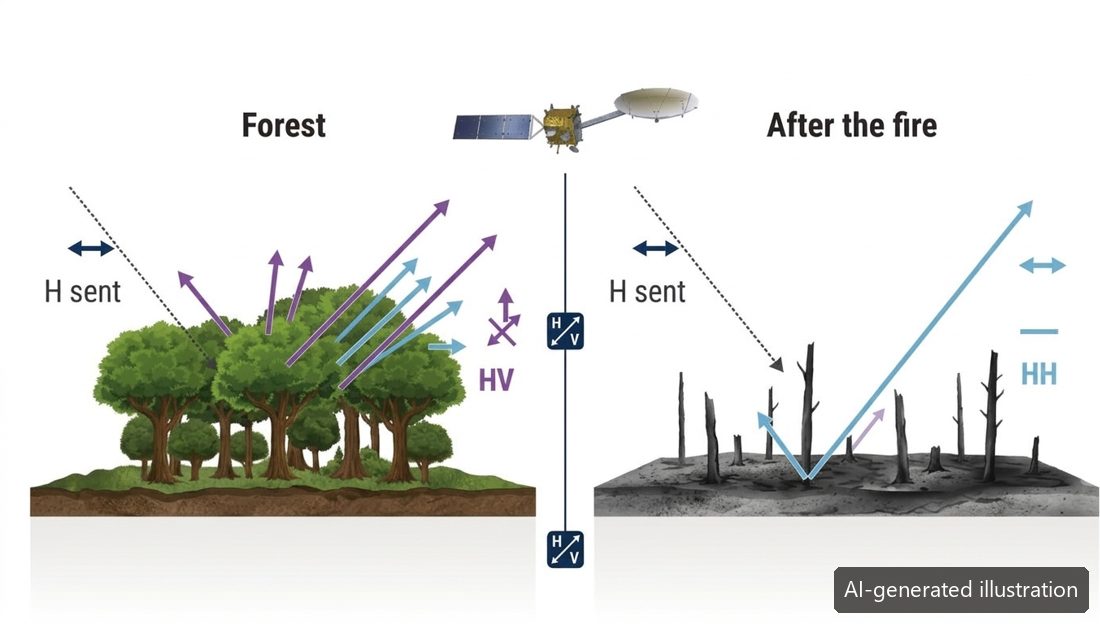 Forest
After the fire
H sent
HV
H sent
HH
H
V
H
V
AI-generated illustration